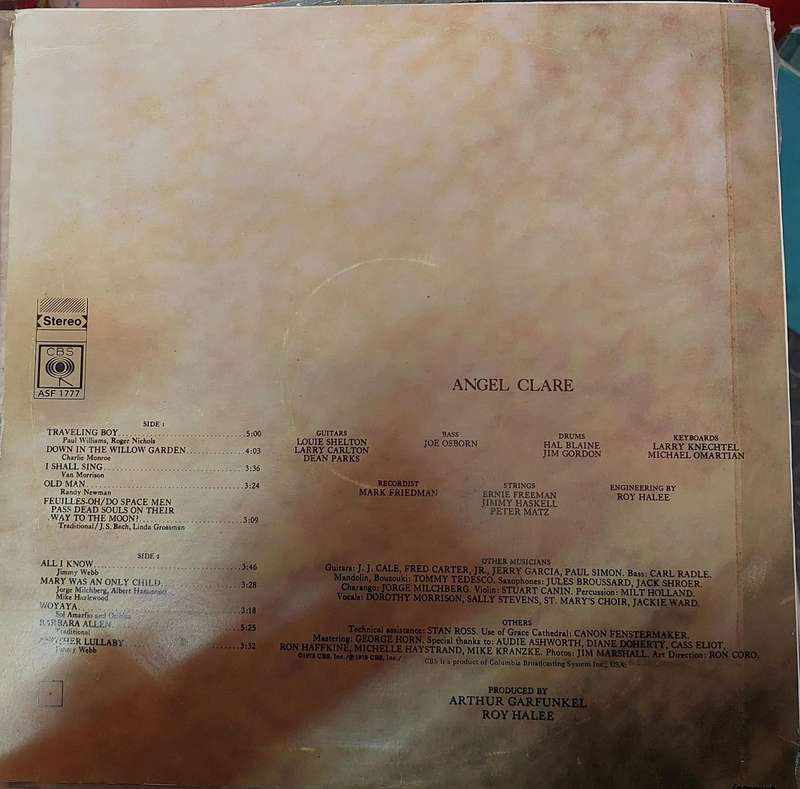 Stereo
CBS
ASF 1777
ANGEL CLARE
SIDE 1
TRAVELING BOY 5:00
Paul Williams, Roger Nichols
DOWN IN THE WILLOW GARDEN 4:03
Charlie Monroe
I SHALL SING 3:36
Van Morrison
OLD MAN 3:24
Randy Newman
FEUILLES-OH/DO SPACE MEN
PASS DEAD SOULS ON THEIR
WAY TO THE MOON? 3:09
Traditional/J.S. Bach, Linda Grossman
SIDE 2
ALL I KNOW 3:46
Jimmy Webb
MARY WAS AN ONLY CHILD 3:28
Jorge Milchberg, Albert Hammond
Mike Hazlewood
WOYAYA 3:18
Sol Amarfio and
BARBARA ALLEN 5:25
Traditional
LULLABY 3:32
Jimmy Webb
GUITARS
LOUIE SHELTON
LARRY CARLTON
DEAN PARKS
BASS
JOE OSBORN
DRUMS
HAL BLAINE
JIM GORDON
KEYBOARDS
LARRY KNECHTEL
MICHAEL OMARTIAN
RECORDIST
MARK FRIEDMAN
STRINGS
ERNIE FREEMAN
JIMMY HASKELL
PETER MATZ
ENGINEERING BY
ROY HALEE
OTHER MUSICIANS
Guitars: J. J. CALE, FRED CARTER, JR., JERRY GARCIA, PAUL SIMON. Bass: CARL RADLE.
Mandolin, Bouzouki: TOMMY TEDESCO. Saxophones: JULES BROUSSARD, JACK SHROER.
Charango: JORGE MILCHBERG. Violin: STUART CANIN. Percussion: MILT HOLLAND.
Vocals: DOROTHY MORRISON, SALLY STEVENS, ST. MARY'S CHOIR, JACKIE WARD.
OTHERS
Technical assistance: STAN ROSS. Use of Grace Cathedral: CANON FENSTERMAKER.
Mastering: GEORGE HORN. Special thanks to: AUDIE ASHWORTH, DIANE DOHERTY, CASS ELIOT,
RON HAFFKINE, MICHELLE HAYSTRAND, MIKE KRANZKE. Photos: JIM MARSHALL. Art Direction: RON CORO.
©1973 CBS, Inc./℗1973 CBS, Inc./ CBS is a product of Columbia Broadcasting System Inc., USA.
PRODUCED BY
ARTHUR GARFUNKEL
ROY HALEE